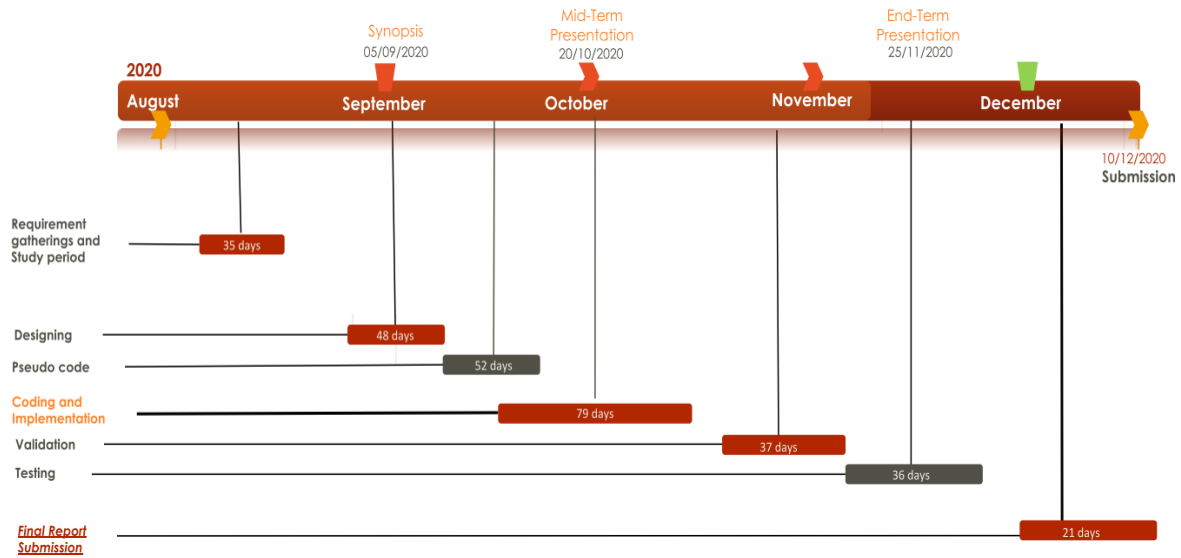 Synopsis
05/09/2020
Mid-Term
Presentation
20/10/2020
End-Term
Presentation
25/11/2020
2020
August
September
October
November
December
10/12/2020
Submission
Requirement
gatherings and
Study period
35 days
Designing
48 days
Pseudo code
52 days
Coding and
Implementation
79 days
Validation
37 days
Testing
36 days
Final Report
Submission
21 days